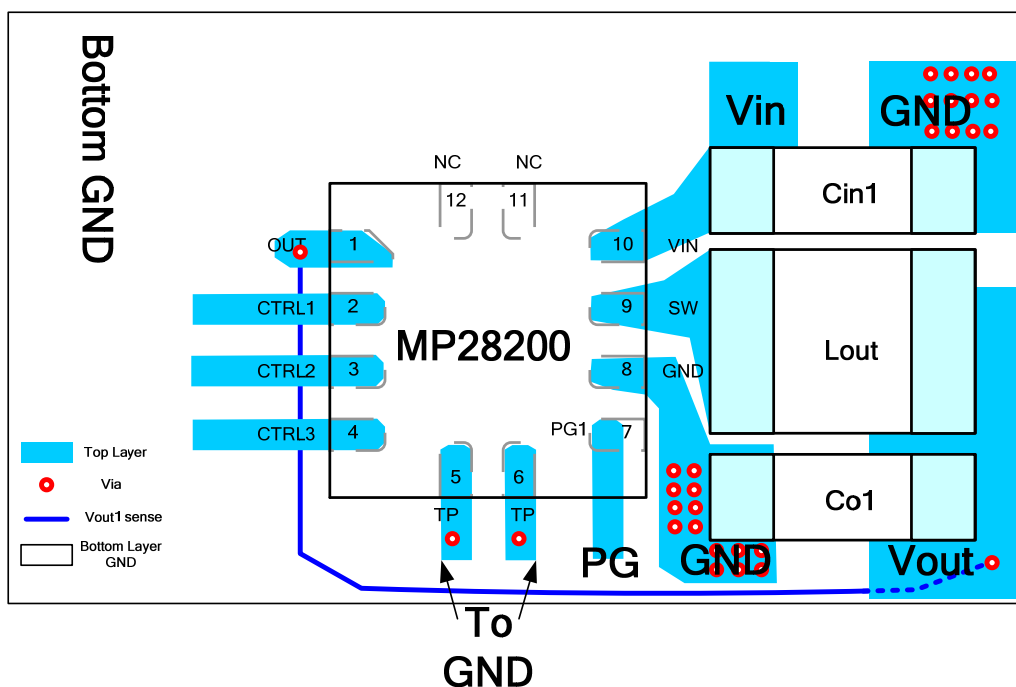 Bottom GND
Vin
GND
NC
NC
12
11
Cin1
OUT
1
10
VIN
CTRL1
2
9
SW
MP28200
Lout
CTRL2
3
8
GND
CTRL3
4
PG1
7
Top Layer
5
6
Via
Co1
TP
TP
Vout1 sense
Bottom Layer
GND
PG
GND
Vout
To
GND